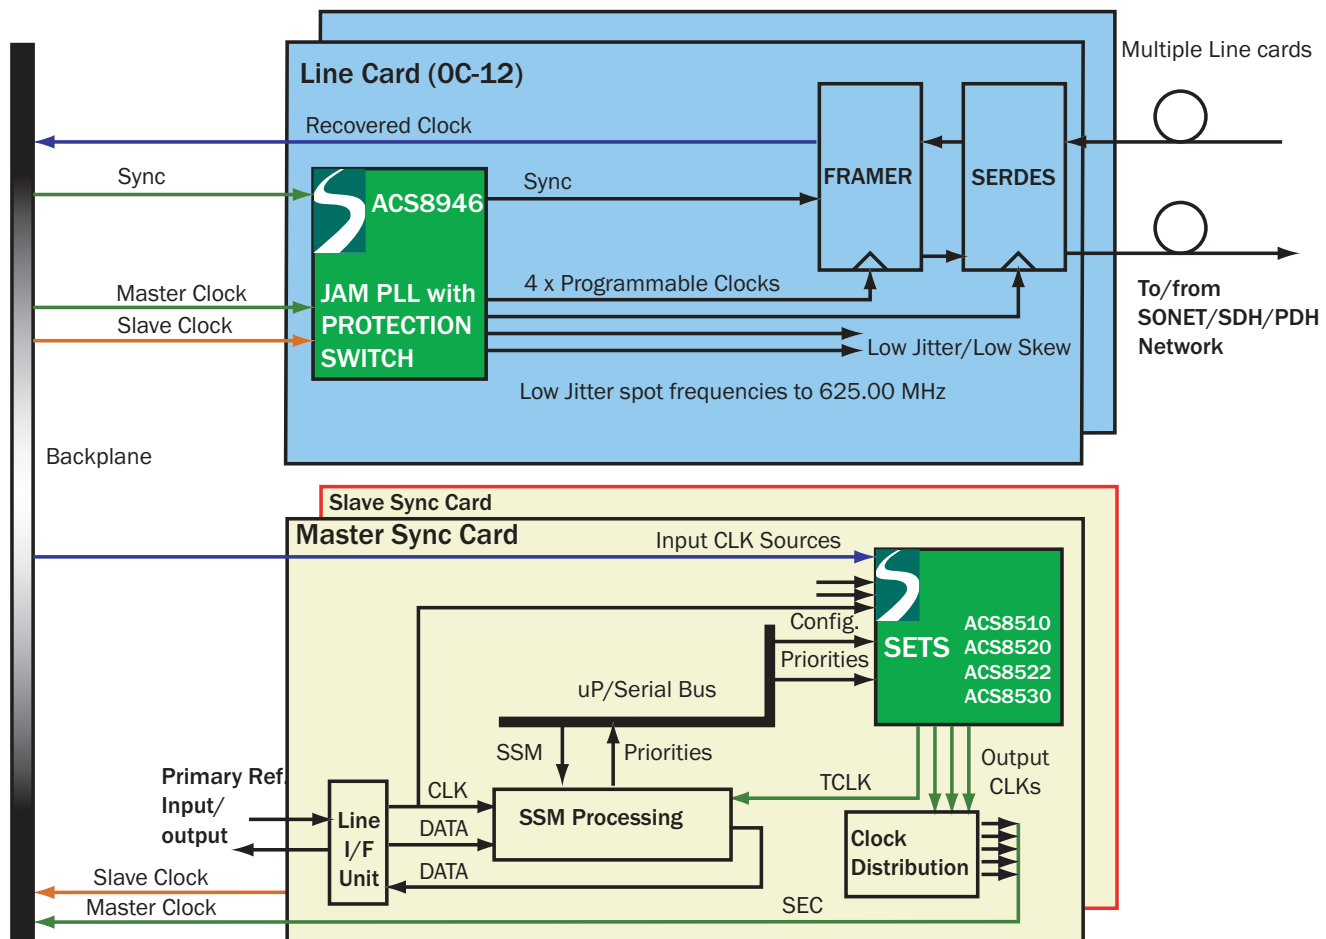 Multiple Line cards
Line Card (OC-12)
Recovered Clock
Sync
ACS8946
Sync
FRAMER
SERDES
Master Clock
Slave Clock
JAM PLL with
PROTECTION
SWITCH
4 x Programmable Clocks
Low Jitter/Low Skew
To/from
SONET/SDH/PDH
Network
Low Jitter spot frequencies to 625.00 MHz
Backplane
Slave Sync Card
Master Sync Card
Input CLK Sources
Config.
Priorities
SETS
ACS8510
ACS8520
ACS8522
ACS8530
uP/Serial Bus
SSM
Priorities
Output
CLKs
TCLK
Primary Ref.
Input/
output
Line
I/F
Unit
CLK
DATA
DATA
SSM Processing
Clock
Distribution
Slave Clock
Master Clock
SEC